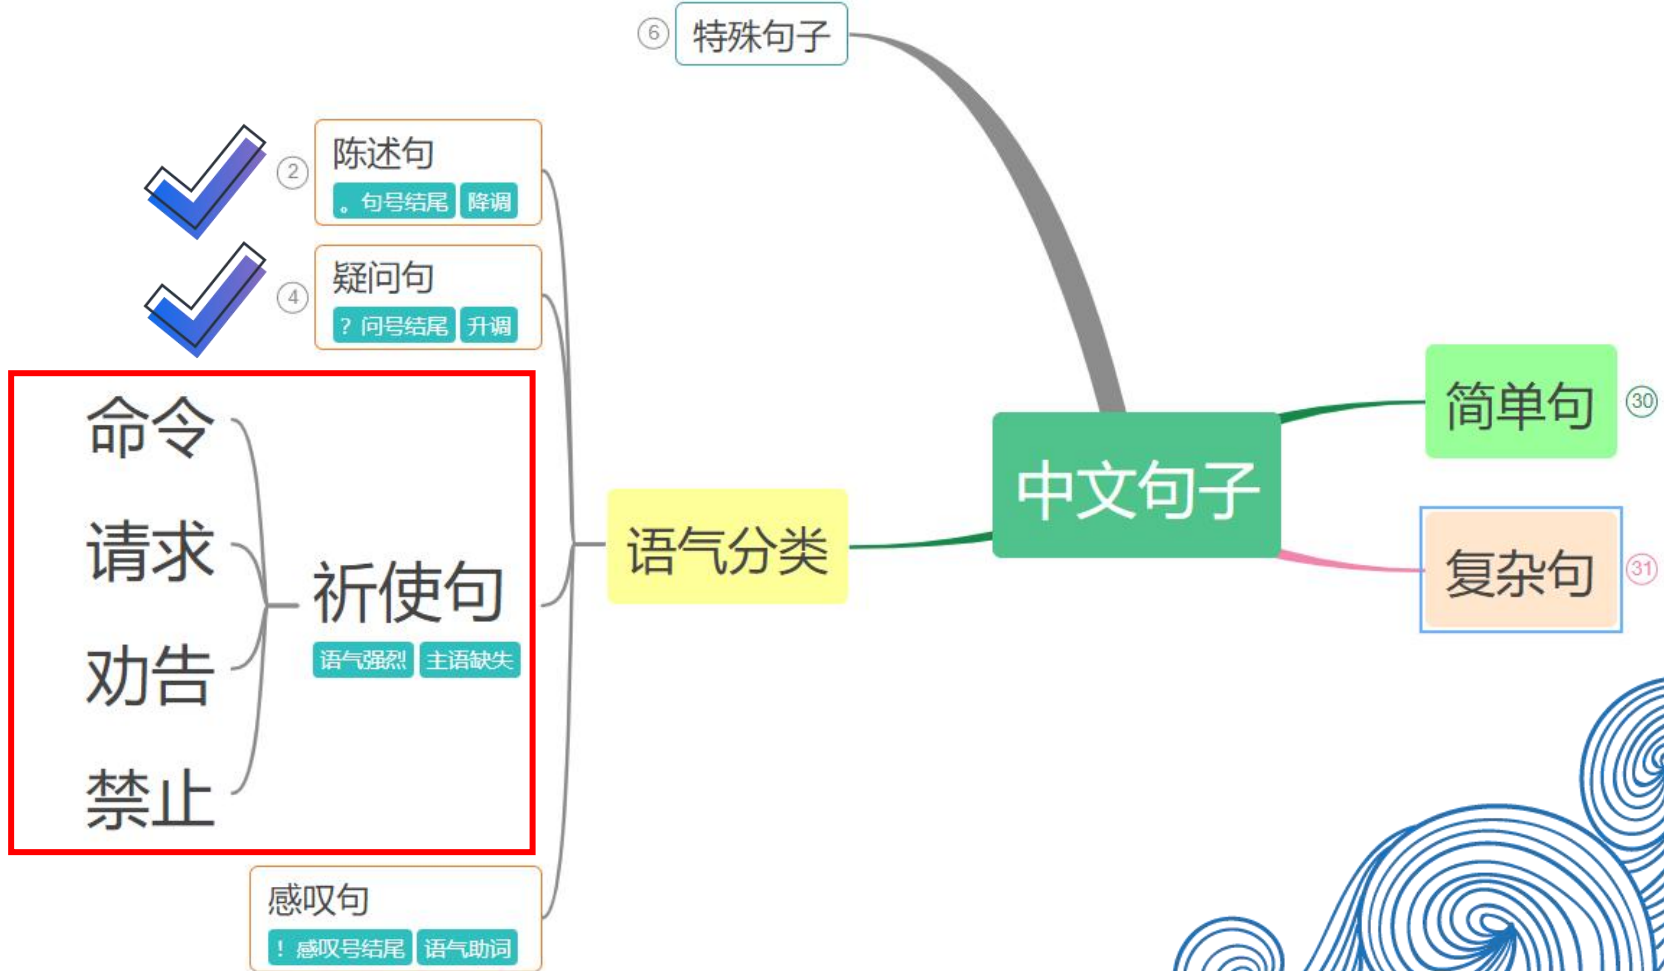 ⑥ 特殊句子
② 陈述句
。句号结尾 降调
④ 疑问句
？问号结尾 升调
命令
请求
劝告
禁止
祈使句
语气强烈 主语缺失
感叹句
！感叹号结尾 语气助词
语气分类
中文句子
简单句 30
复杂句 31